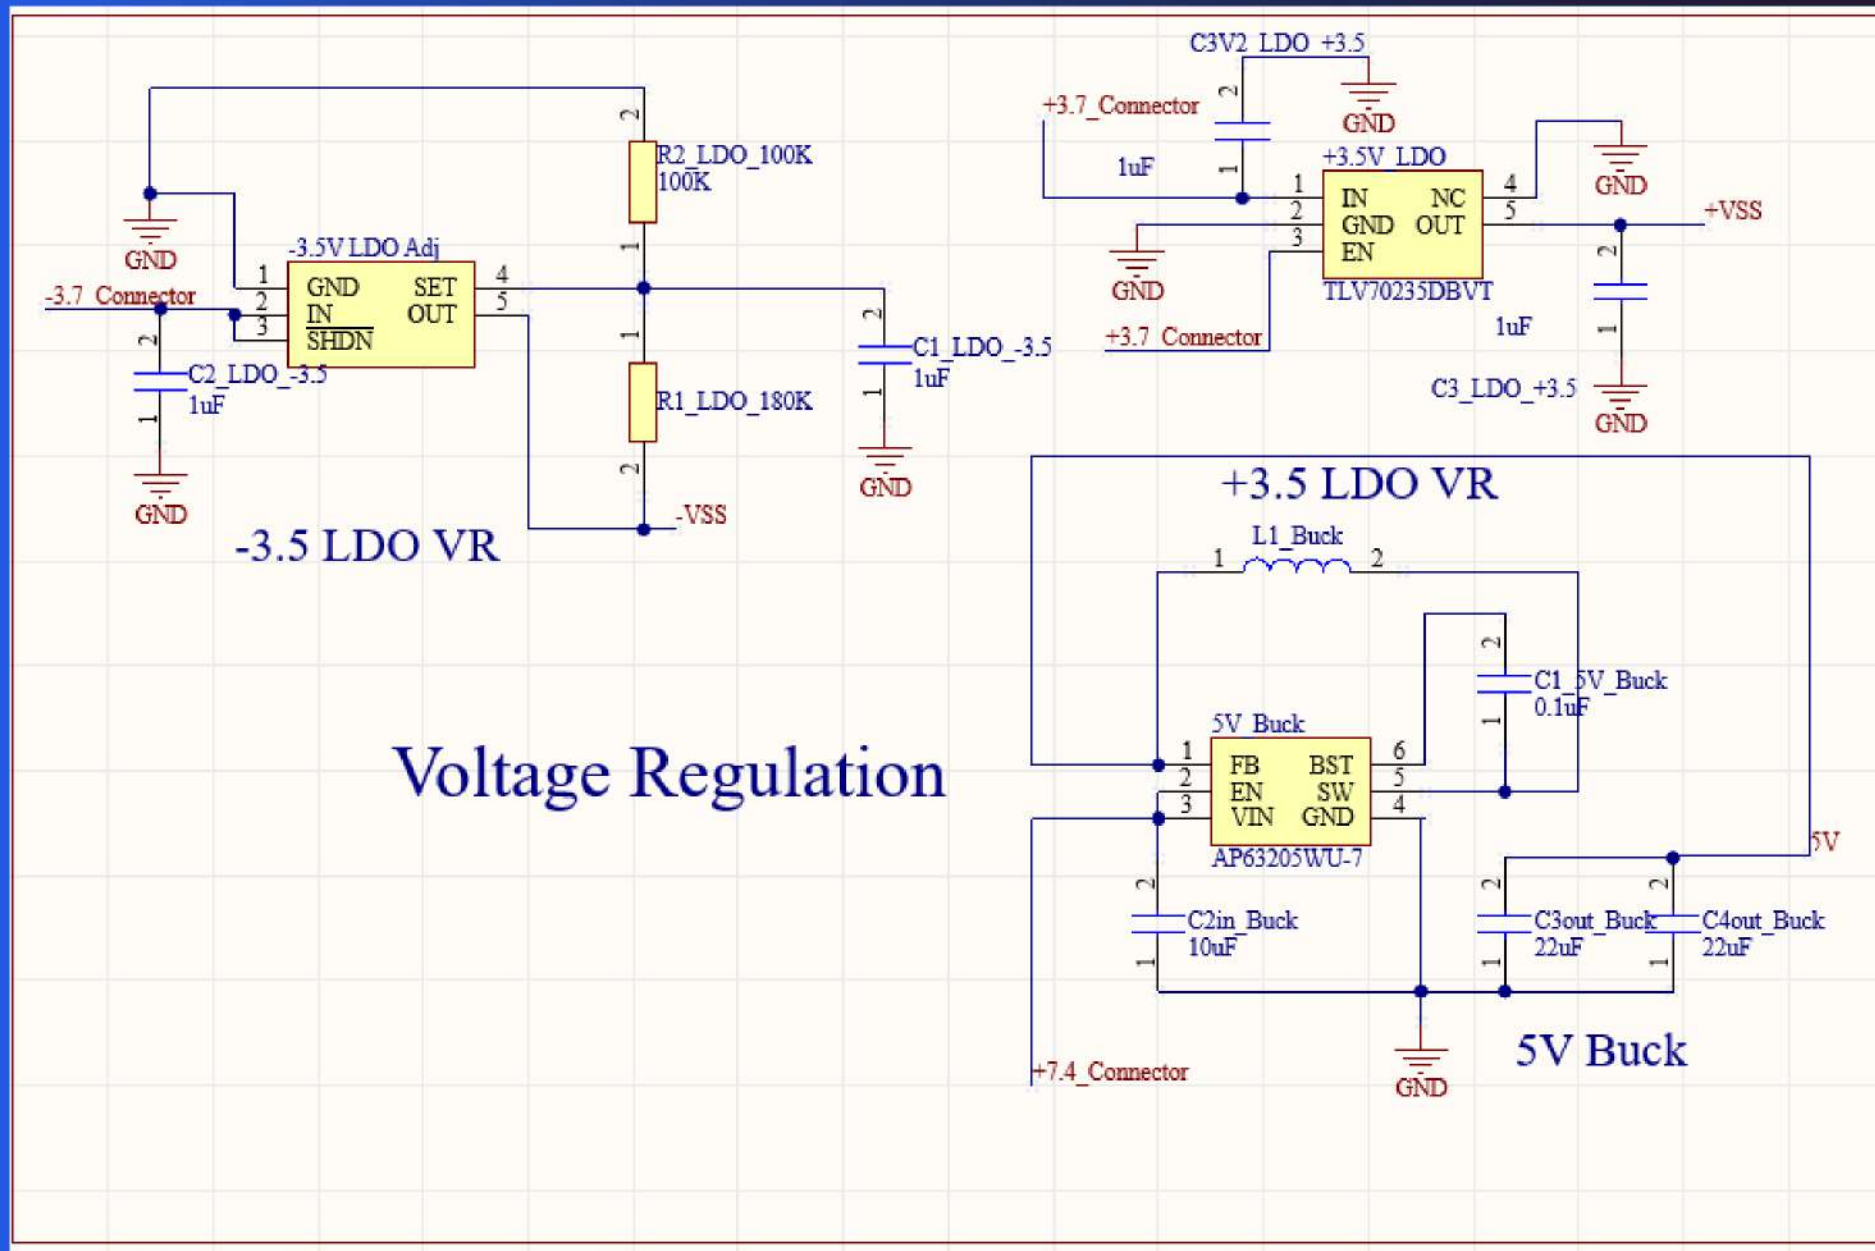 C3V2_LDO_+3.5
2
+3.7_Connector
GND
1uF
1
+3.5V_LDO
1 IN NC 4
2 GND OUT 5
3 EN
TLV70235DBVT
GND
+VSS
GND
+3.7_Connector
2
1uF
1
C3_LDO_+3.5
GND
2
R2_LDO_100K
100K
1
GND
-3.5V LDO Adj
1 GND SET 4
2 IN OUT 5
3 SHDN
-3.7_Connector
2
C2_LDO_-3.5
1uF
1
GND
1
R1_LDO_180K
2
2
C1_LDO_-3.5
1uF
1
GND
-VSS
-3.5 LDO VR
+3.5 LDO VR
L1_Buck
1 2
2
C1_5V_Buck
0.1uF
1
Voltage Regulation
5V_Buck
1 FB BST 6
2 EN SW 5
3 VIN GND 4
AP63205WU-7
5V
2
C2in_Buck
10uF
1
2
C3out_Buck
22uF
1
2
C4out_Buck
22uF
1
+7.4_Connector
GND
5V Buck